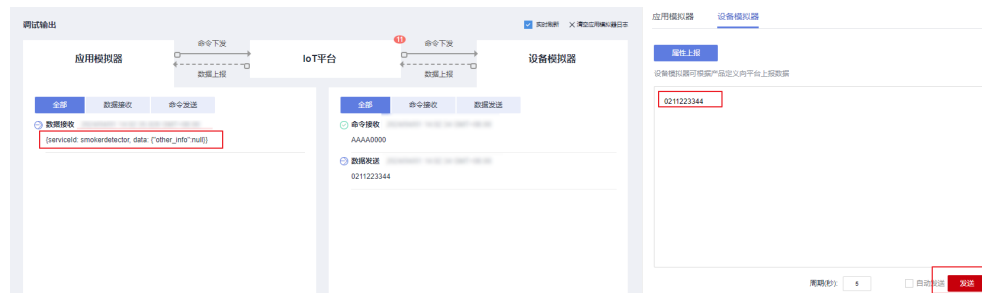 调试输出
实时刷新
清空应用模拟器日志
应用模拟器
命令下发
数据上报
IoT平台
11
命令下发
数据上报
设备模拟器
全部
数据接收
命令发送
数据接收
{serviceId: smokerdetector, data: {"other_info":null}}
全部
命令接收
数据发送
命令接收
AAAA0000
数据发送
0211223344
应用模拟器
设备模拟器
属性上报
设备模拟器可根据产品定义向平台上报数据
0211223344
周期(秒):
5
自动发送
发送